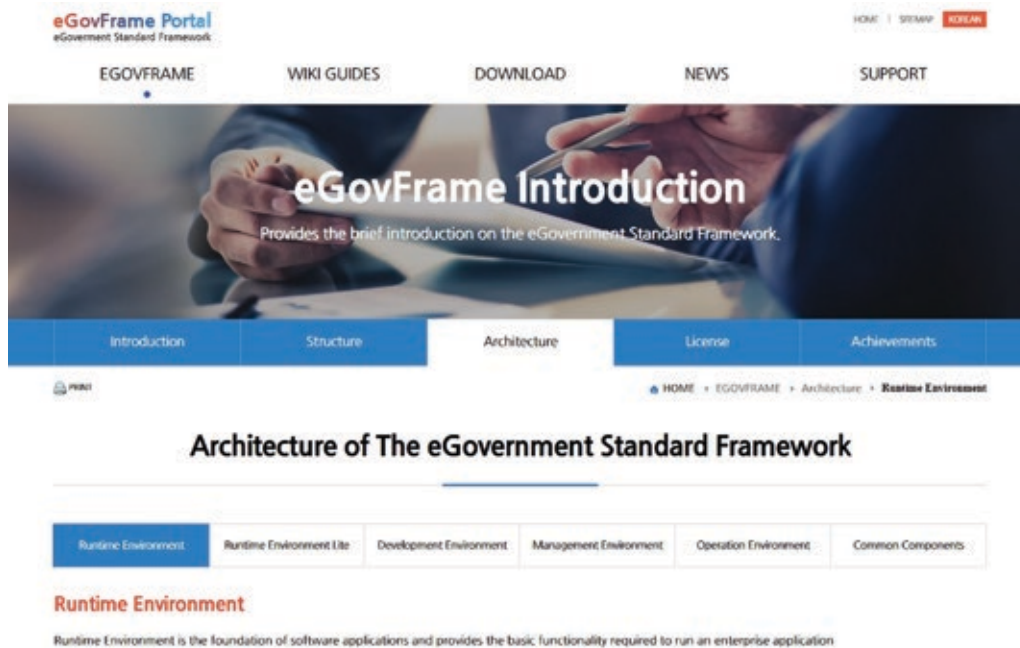 eGovFrame Portal
eGoverment Standard Framework
HOME | SITEMAP KOREAN
EGOVFRAME WIKI GUIDES DOWNLOAD NEWS SUPPORT
eGovFrame Introduction
Provides the brief introduction on the eGovernment Standard Framework.
Introduction Structure Architecture License Achievements
PRINT
HOME EGOVFRAME Architecture Runtime Environment
Architecture of The eGovernment Standard Framework
Runtime Environment Runtime Environment Lite Development Environment Management Environment Operation Environment Common Components
Runtime Environment
Runtime Environment is the foundation of software applications and provides the basic functionality required to run an enterprise application